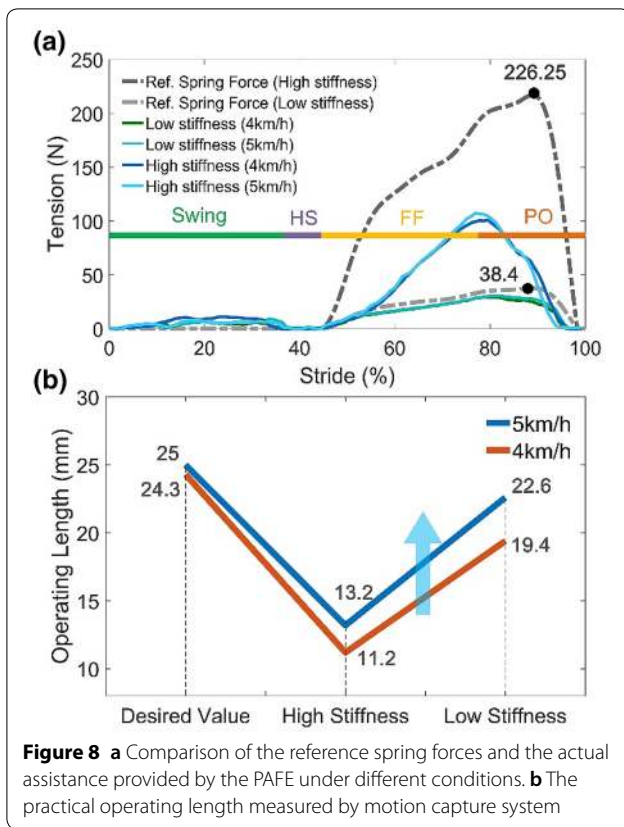 (a)
250
226.25
Ref. Spring Force (High stiffness)
Ref. Spring Force (Low stiffness)
200
Low stiffness (4km/h)
Low stiffness (5km/h)
150
High stiffness (4km/h)
High stiffness (5km/h)
Tension (N)
100
Swing HS FF PO
50
38.4
0
0 20 40 60 80 100
Stride (%)
(b)
30
5km/h
4km/h
25
25
24.3
22.6
20
19.4
Operating Length (mm)
15
13.2
11.2
10
Desired Value High Stiffness Low Stiffness
Figure 8 a Comparison of the reference spring forces and the actual
assistance provided by the PAFE under different conditions. b The
practical operating length measured by motion capture system